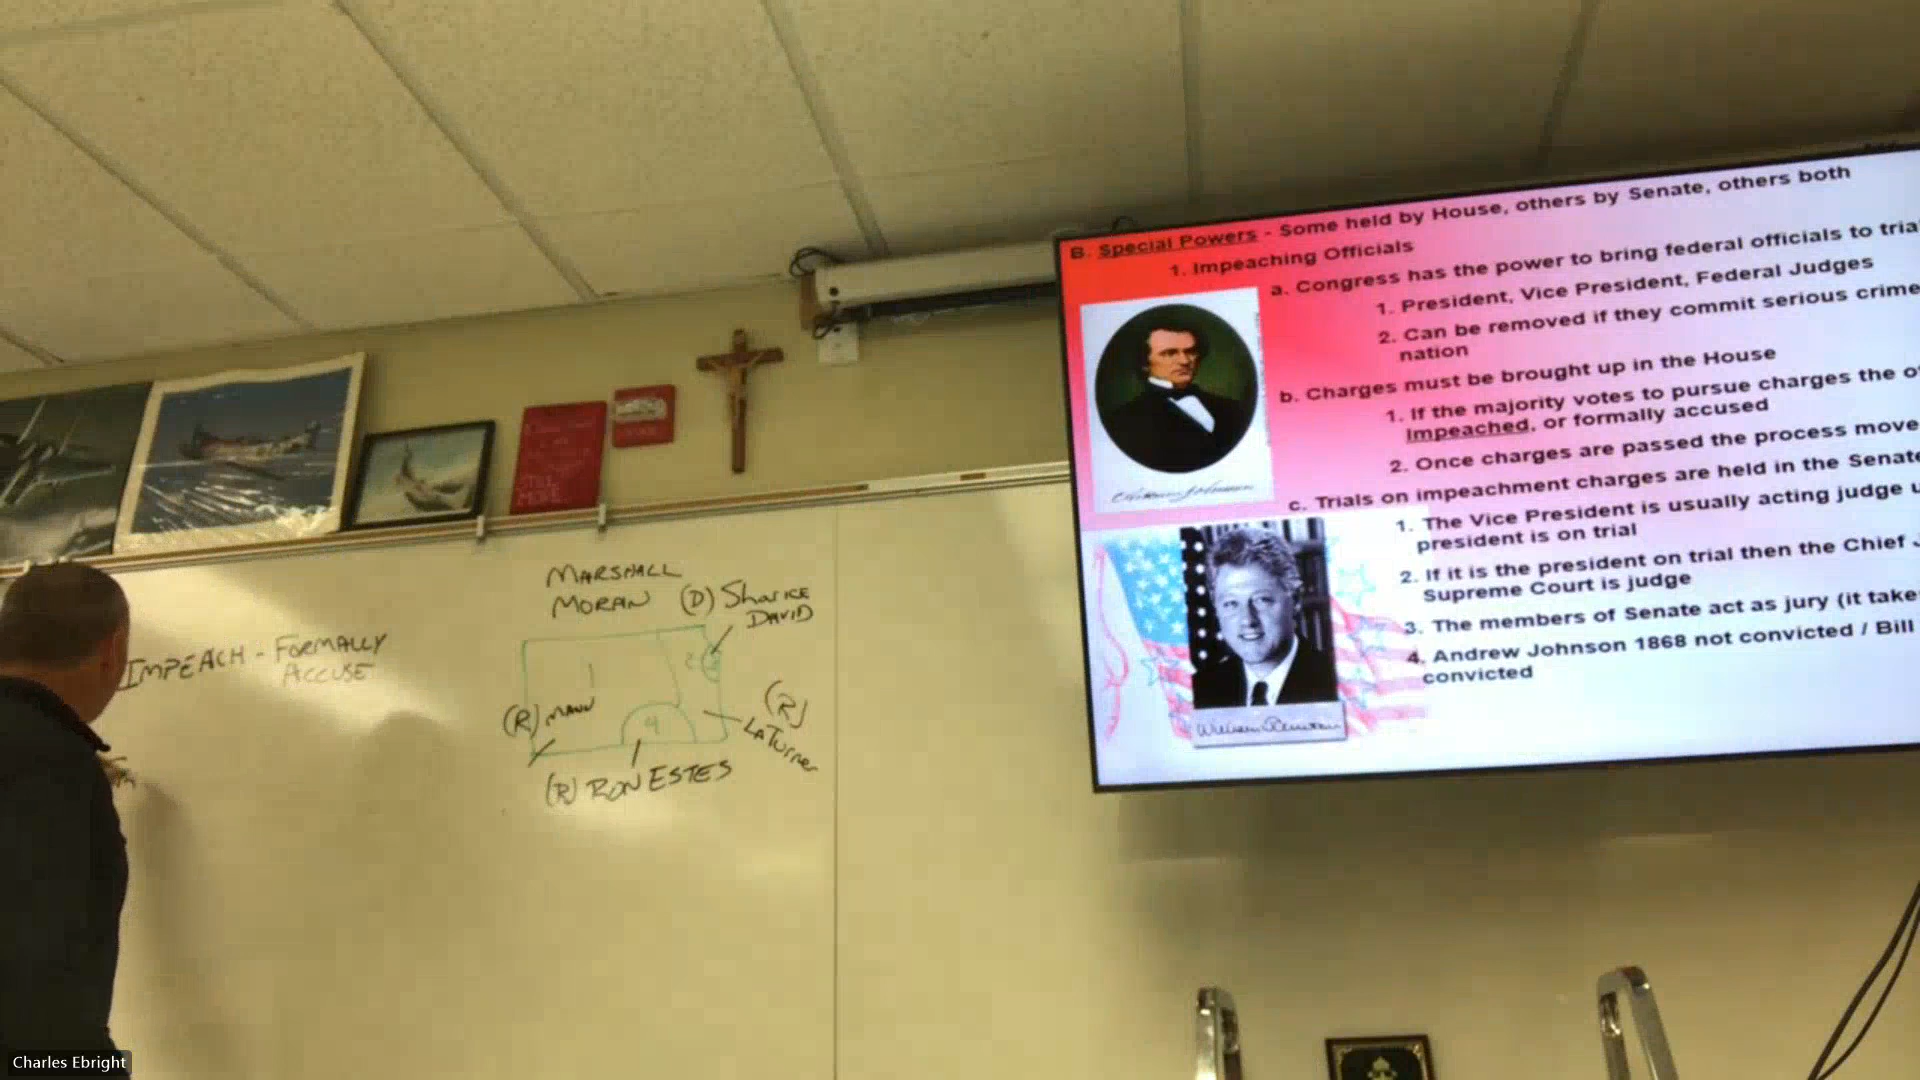 B. Special Powers - Some held by House, others by Senate, others both
1. Impeaching Officials
a. Congress has the power to bring federal officials to tria
1. President, Vice President, Federal Judges
2. Can be removed if they commit serious crime
nation
b. Charges must be brought up in the House
1. If the majority votes to pursue charges the o
Impeached, or formally accused
2. Once charges are passed the process move
c. Trials on impeachment charges are held in the Senate
1. The Vice President is usually acting judge u
president is on trial
2. If it is the president on trial then the Chief J
Supreme Court is judge
3. The members of Senate act as jury (it take
4. Andrew Johnson 1868 not convicted / Bill
convicted
STILL
MORE.
MARSHALL
MORAN
(D) SHARICE
DAVID
IMPEACH - FORMALLY
ACCUSE
1
2
3
(R) MANN
4
(R)
LATURNER
(R) RON ESTES
Charles Ebright